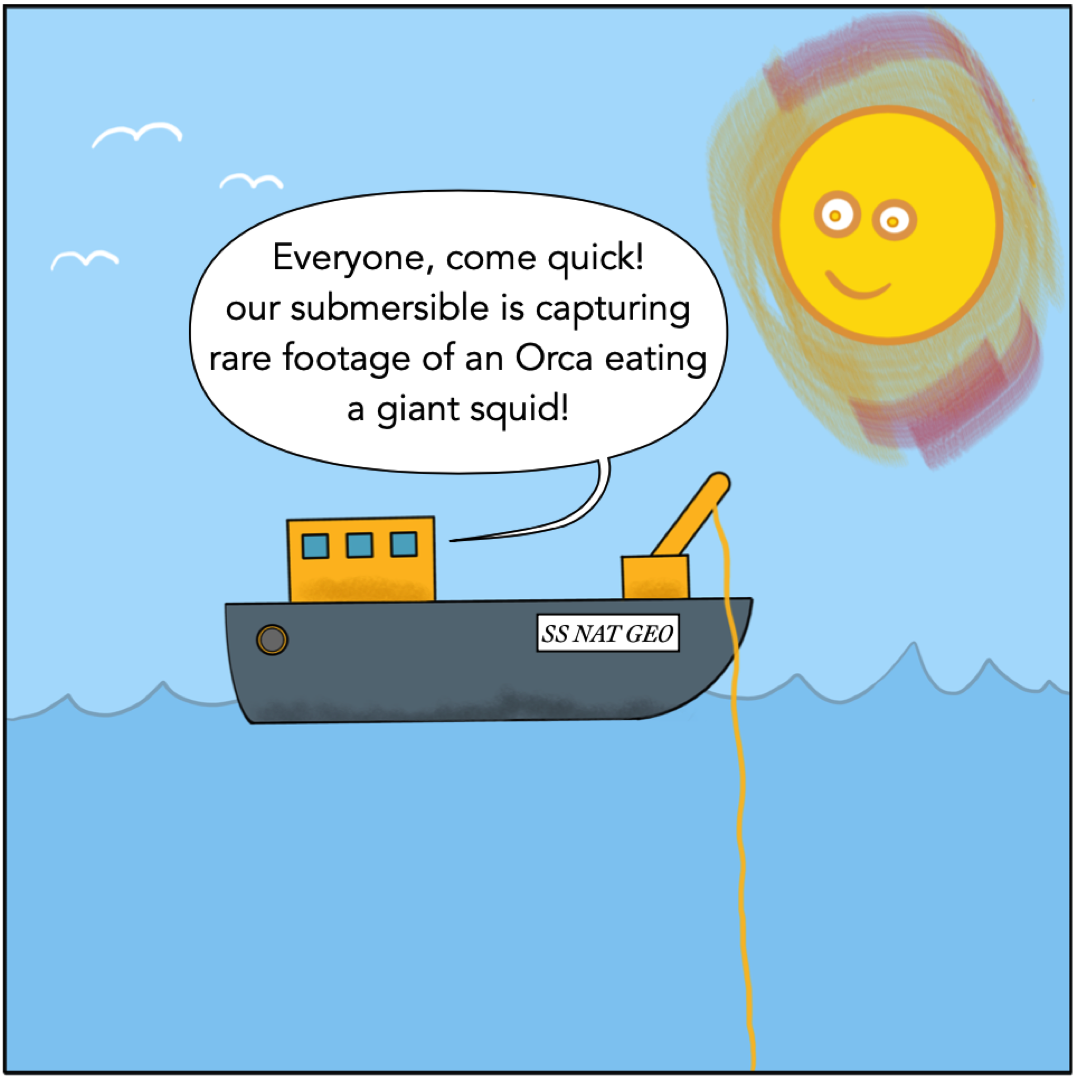 Everyone, come quick!
our submersible is capturing
rare footage of an Orca eating
a giant squid!
SS NAT GEO